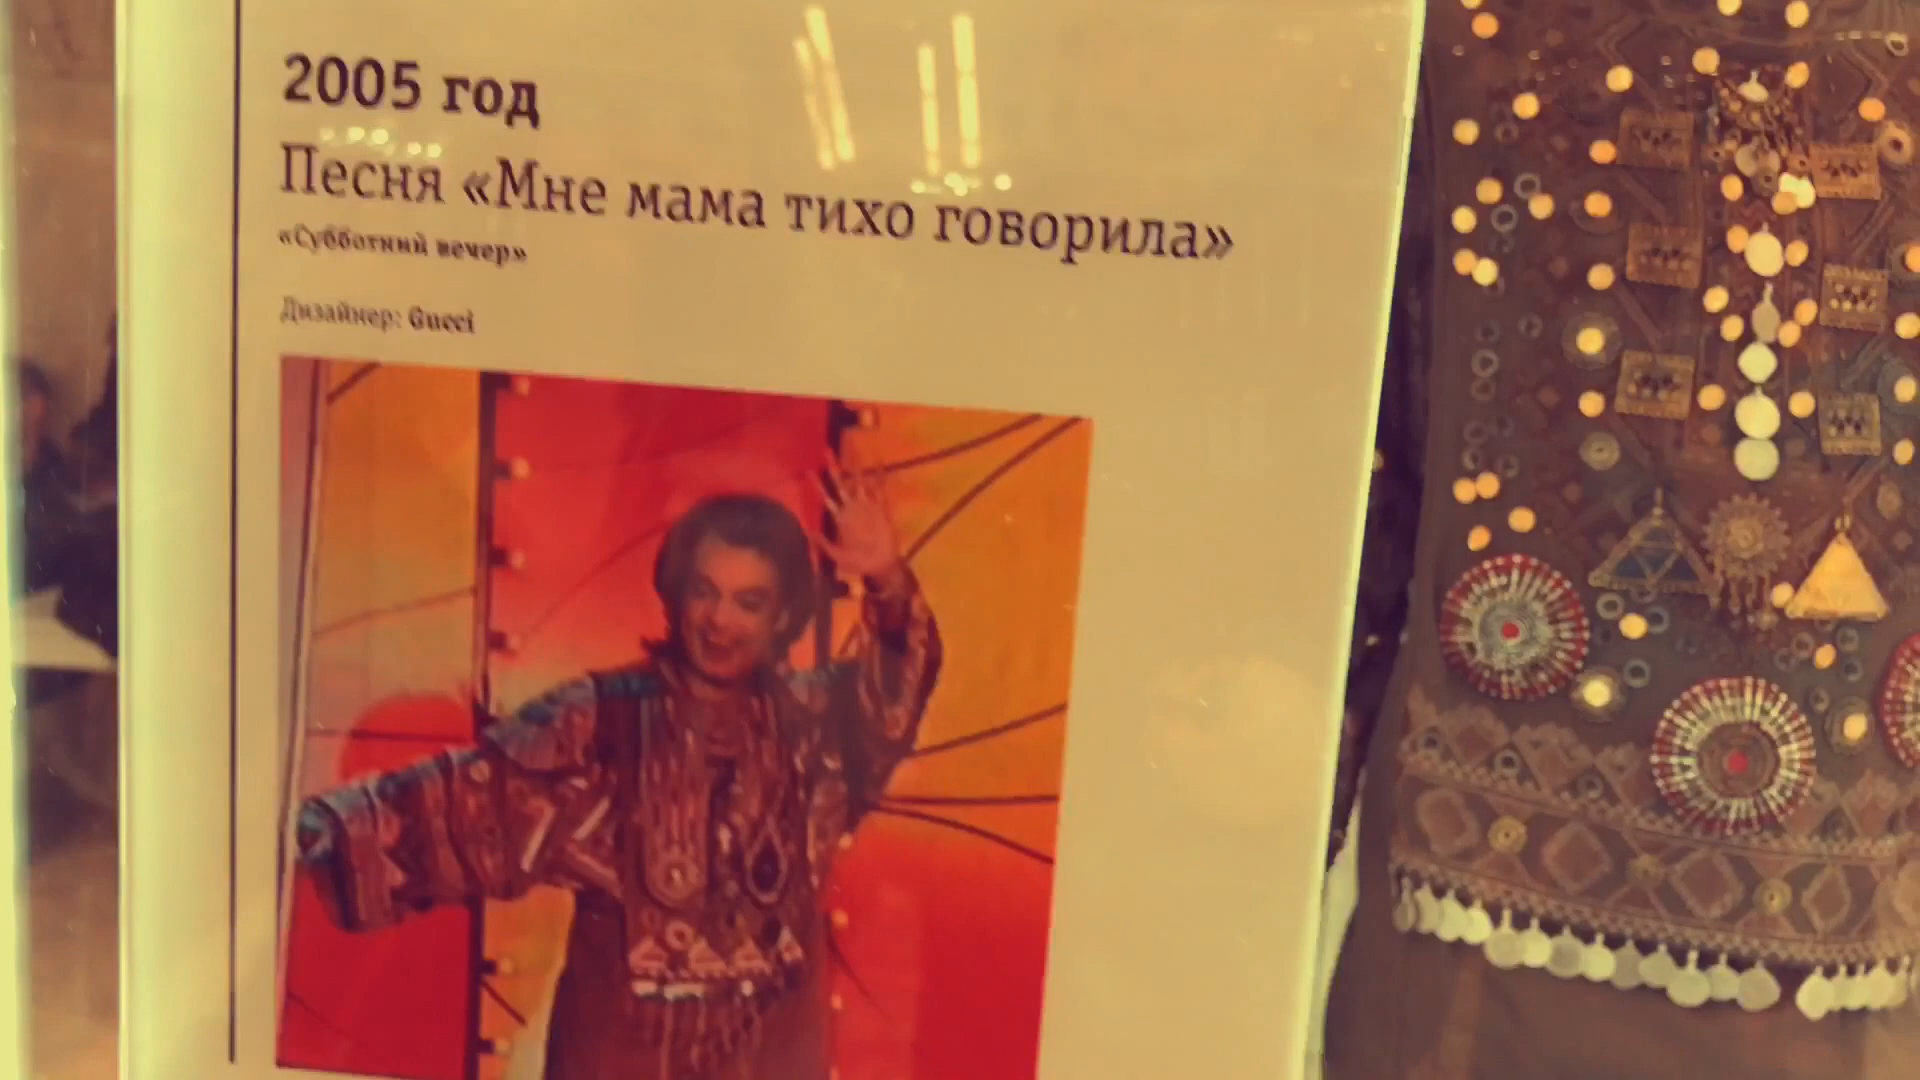 2005 год
Песня «Мне мама тихо говорила»
«Субботний вечер»
Дизайнер: Gucci